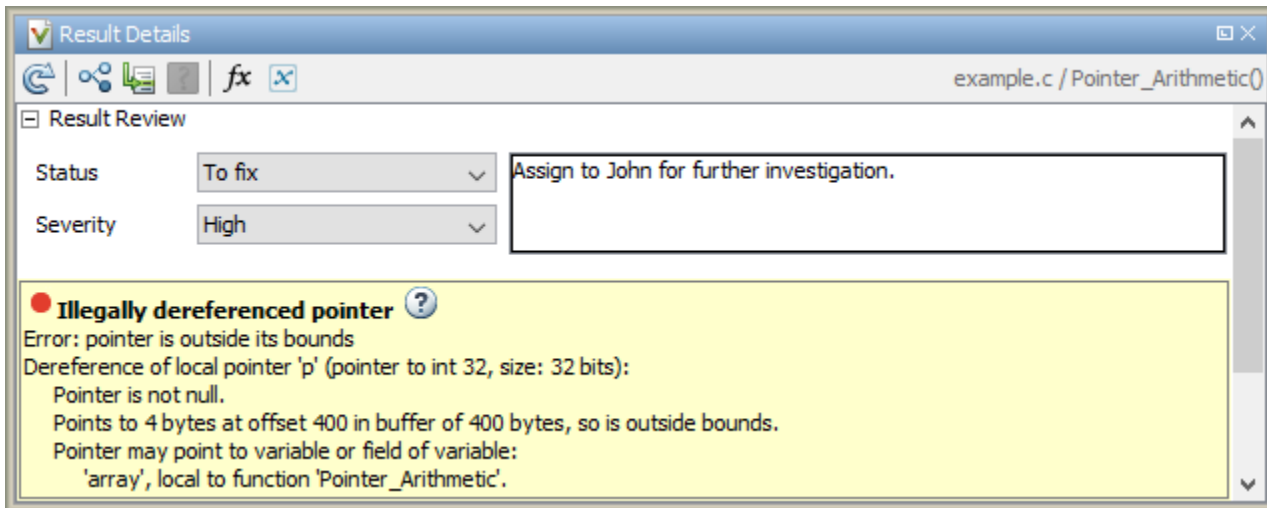 Result Details
fx x example.c / Pointer_Arithmetic()
Result Review
Status To fix Assign to John for further investigation.
Severity High
Illegally dereferenced pointer ?
Error: pointer is outside its bounds
Dereference of local pointer 'p' (pointer to int 32, size: 32 bits):
Pointer is not null.
Points to 4 bytes at offset 400 in buffer of 400 bytes, so is outside bounds.
Pointer may point to variable or field of variable:
'array', local to function 'Pointer_Arithmetic'.